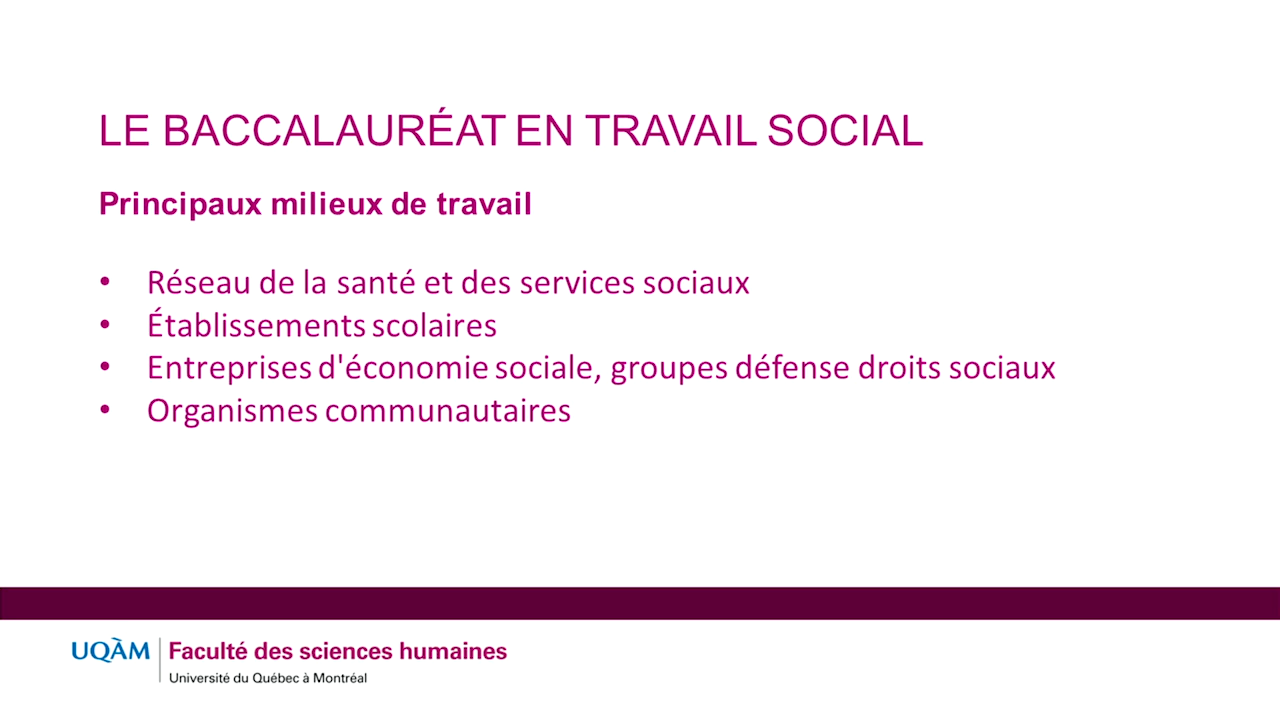 LE BACCALAURÉAT EN TRAVAIL SOCIAL
Principaux milieux de travail
• Réseau de la santé et des services sociaux
• Établissements scolaires
• Entreprises d'économie sociale, groupes défense droits sociaux
• Organismes communautaires
UQÀM Faculté des sciences humaines
Université du Québec à Montréal